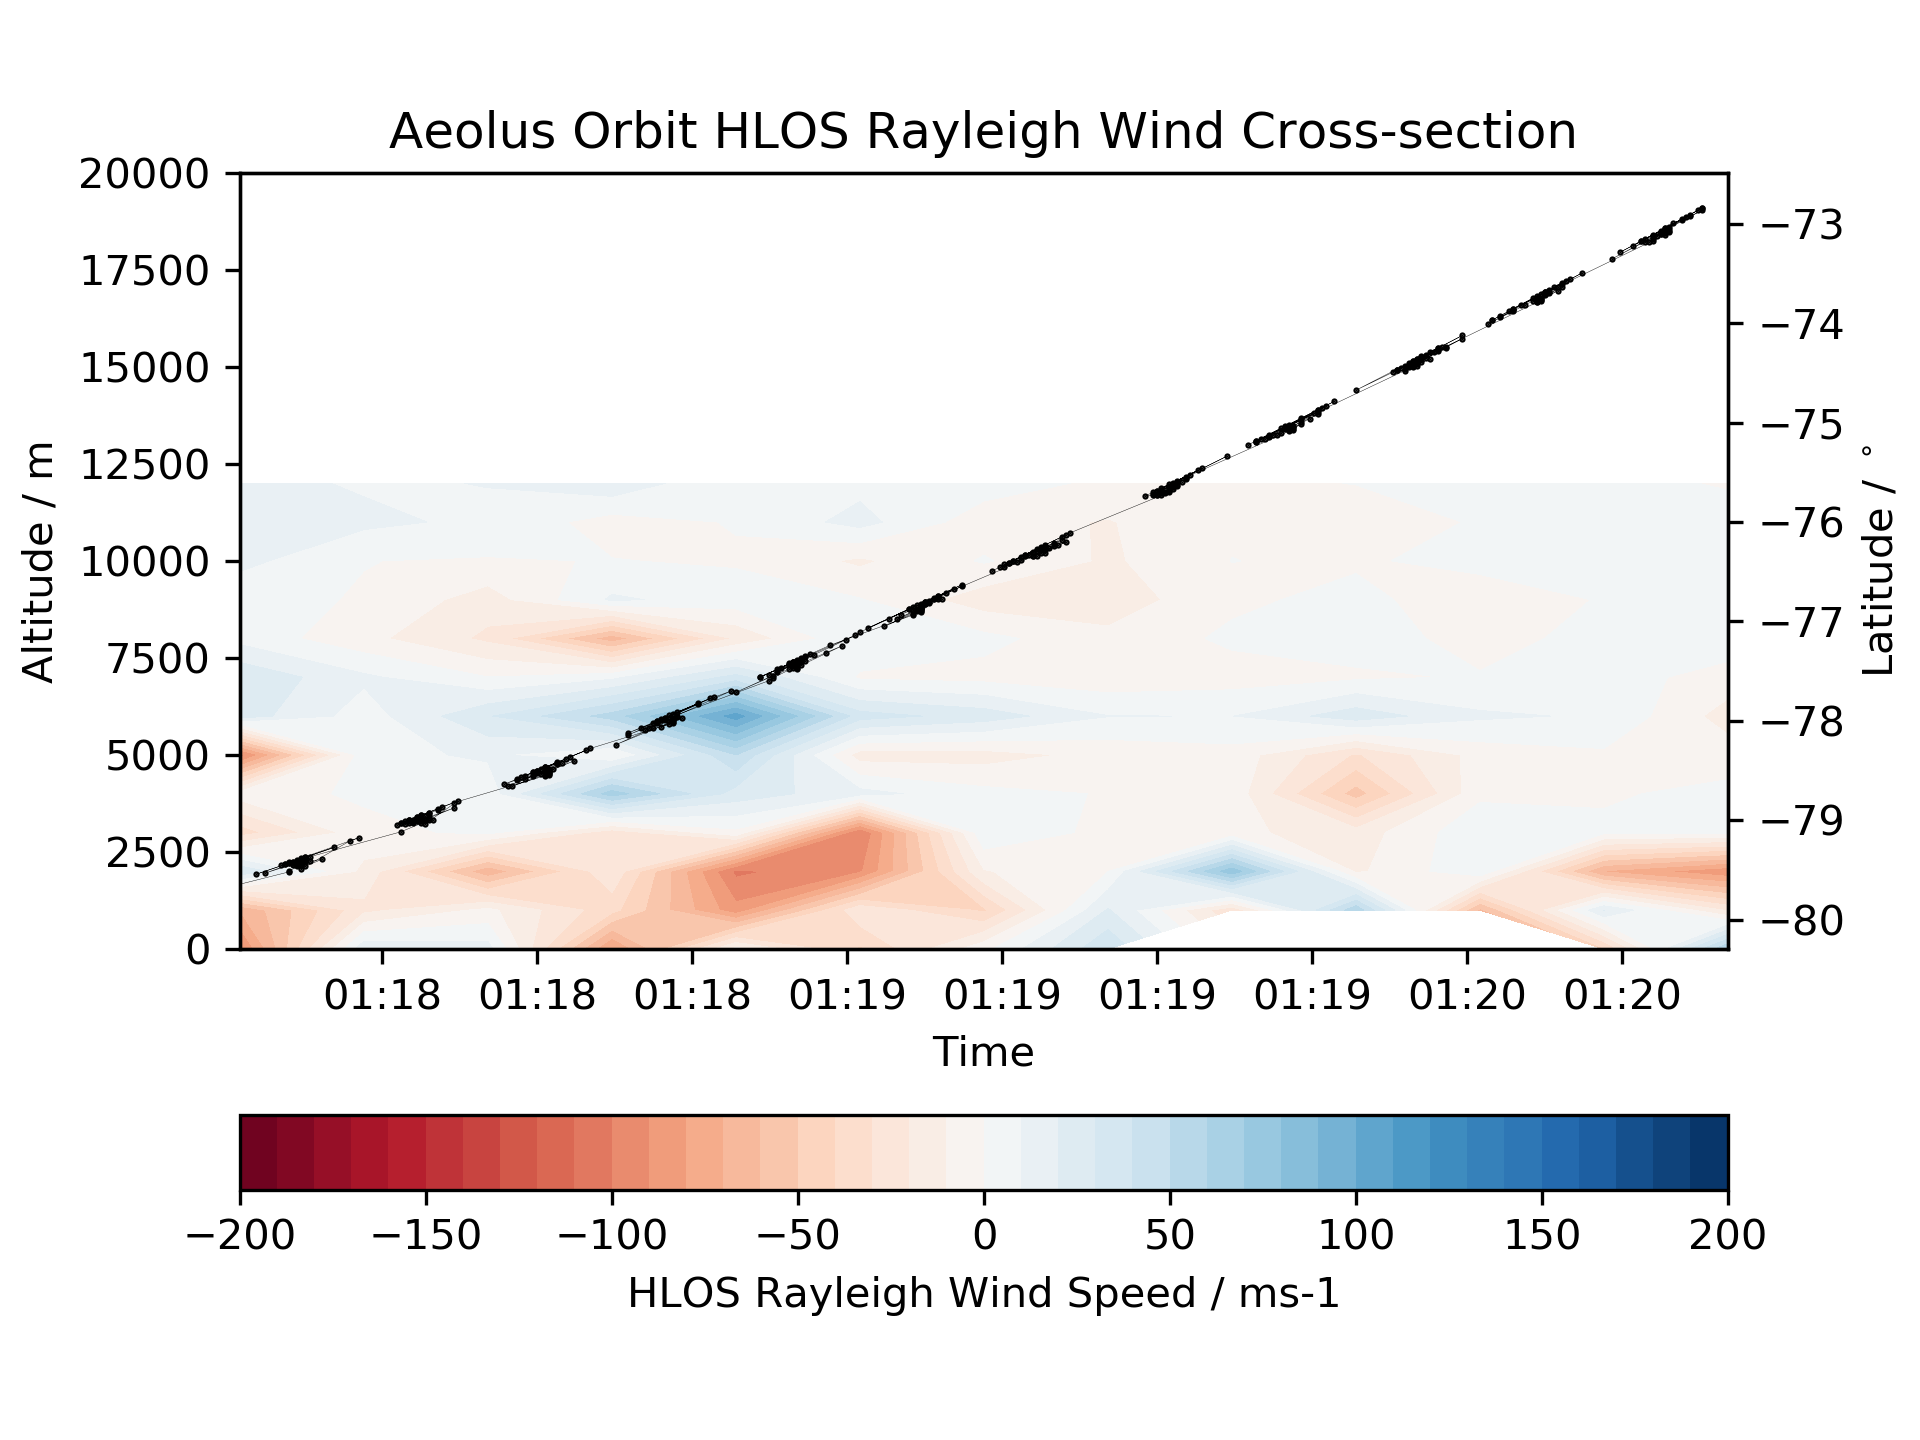 Aeolus Orbit HLOS Rayleigh Wind Cross-section
20000
17500
15000
12500
10000
7500
5000
2500
0
Altitude / m
−73
−74
−75
−76
−77
−78
−79
−80
Latitude / °
01:18 01:18 01:18 01:19 01:19 01:19 01:19 01:20 01:20
Time
−200 −150 −100 −50 0 50 100 150 200
HLOS Rayleigh Wind Speed / ms-1